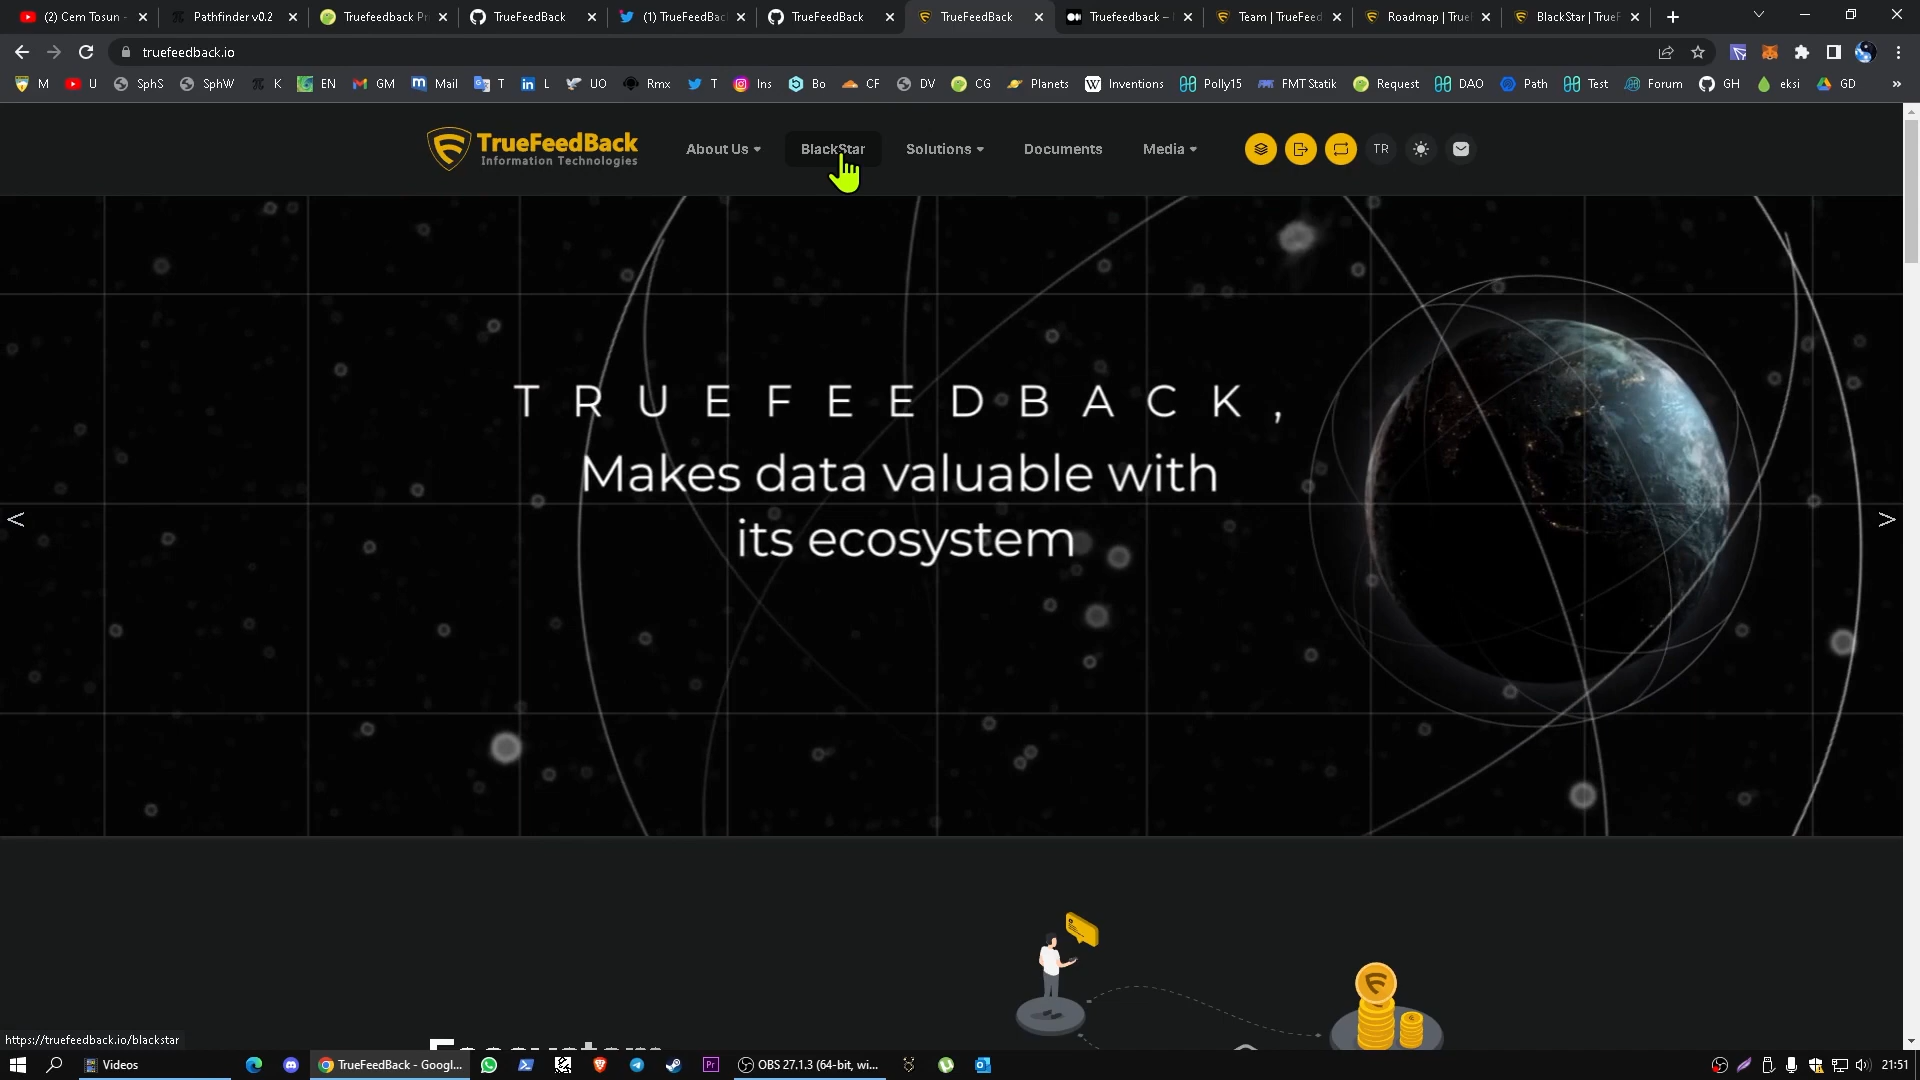 (2) Cem Tosun -
Pathfinder v0.2
Truefeedback Pri
TrueFeedBack
(1) TrueFeedBac
TrueFeedBack
TrueFeedBack
Truefeedback –
Team | TrueFeed
Roadmap | True
BlackStar | TrueF
truefeedback.io
M U SphS SphW K EN GM Mail T L UO Rmx T Ins Bo CF DV CG Planets Inventions Polly15 FMT Statik Request DAO Path Test Forum GH eksi GD »
TrueFeedBack
Information Technologies
About Us BlackStar Solutions Documents Media TR
TRUEFEEDBACK,
Makes data valuable with
its ecosystem
< >
https://truefeedback.io/blackstar
Videos
TrueFeedBack - Googl...
OBS 27.1.3 (64-bit, wi...
21:51